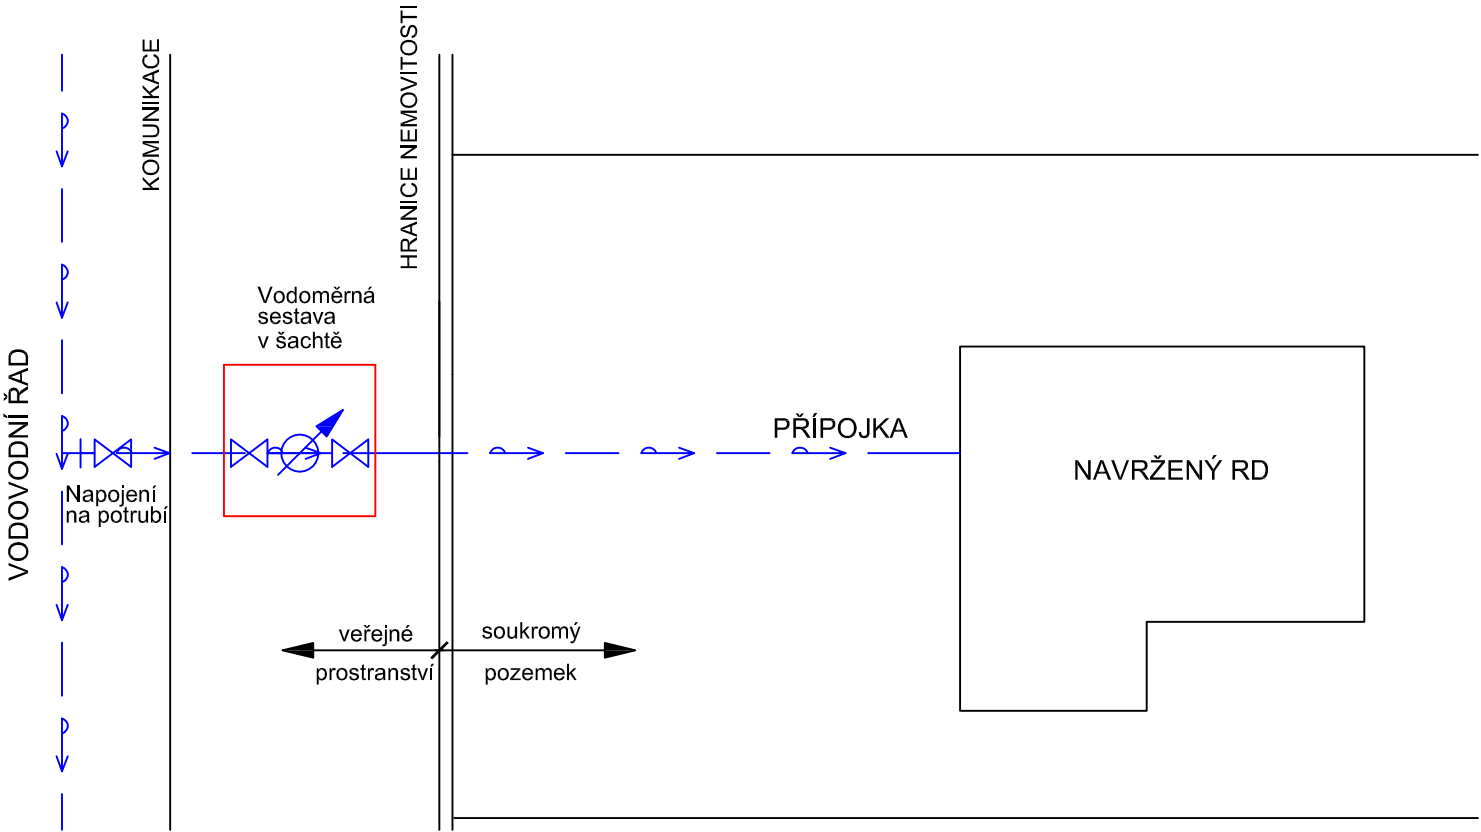 VODOVODNÍ ŘAD
KOMUNIKACE
HRANICE NEMOVITOSTI
Vodoměrná
sestava
v šachtě
Napojení
na potrubí
PŘÍPOJKA
NAVRŽENÝ RD
veřejné
prostranství
soukromý
pozemek